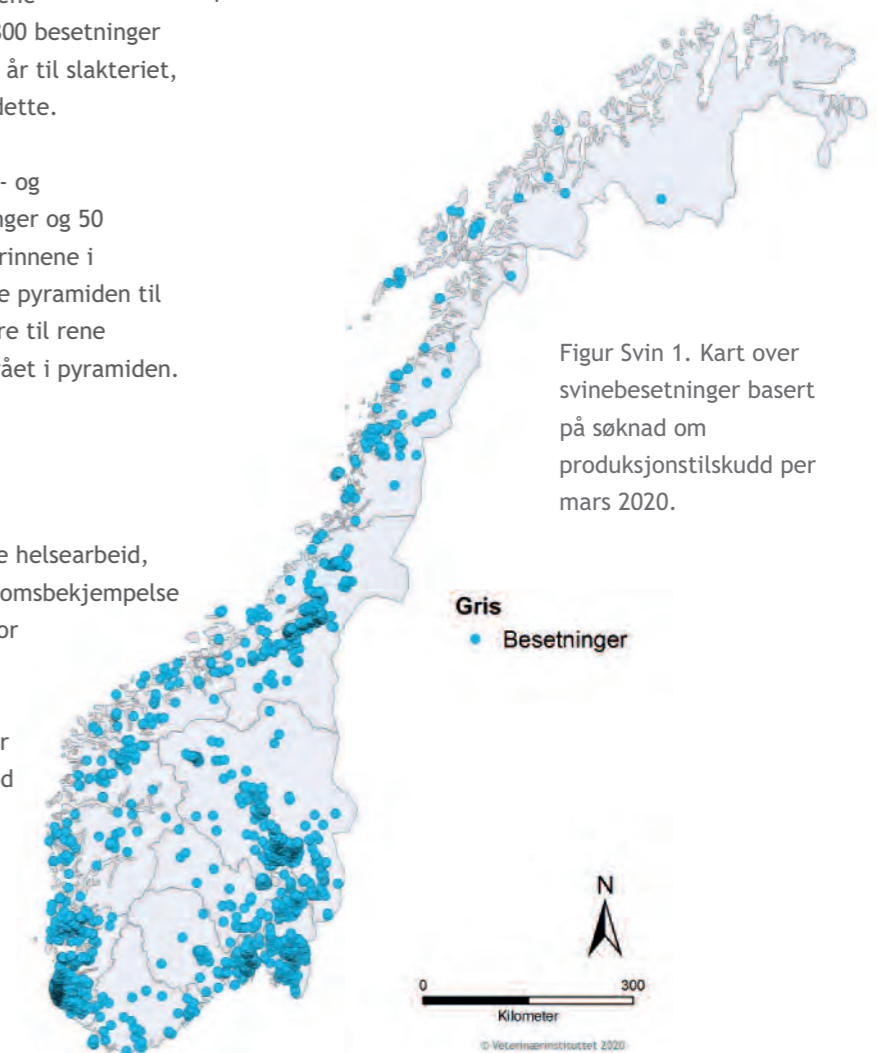 800 besetninger
år til slakteriet,
dette.
- og
nger og 50
rinnene i
e pyramiden til
re til rene
rået i pyramiden.
e helsearbeid,
omsbekjempelse
or
r
d
Figur Svin 1. Kart over
svinebesetninger basert
på søknad om
produksjonstilskudd per
mars 2020.
Gris
Besetninger
N
0 300
Kilometer
© Veterinærinstituttet 2020